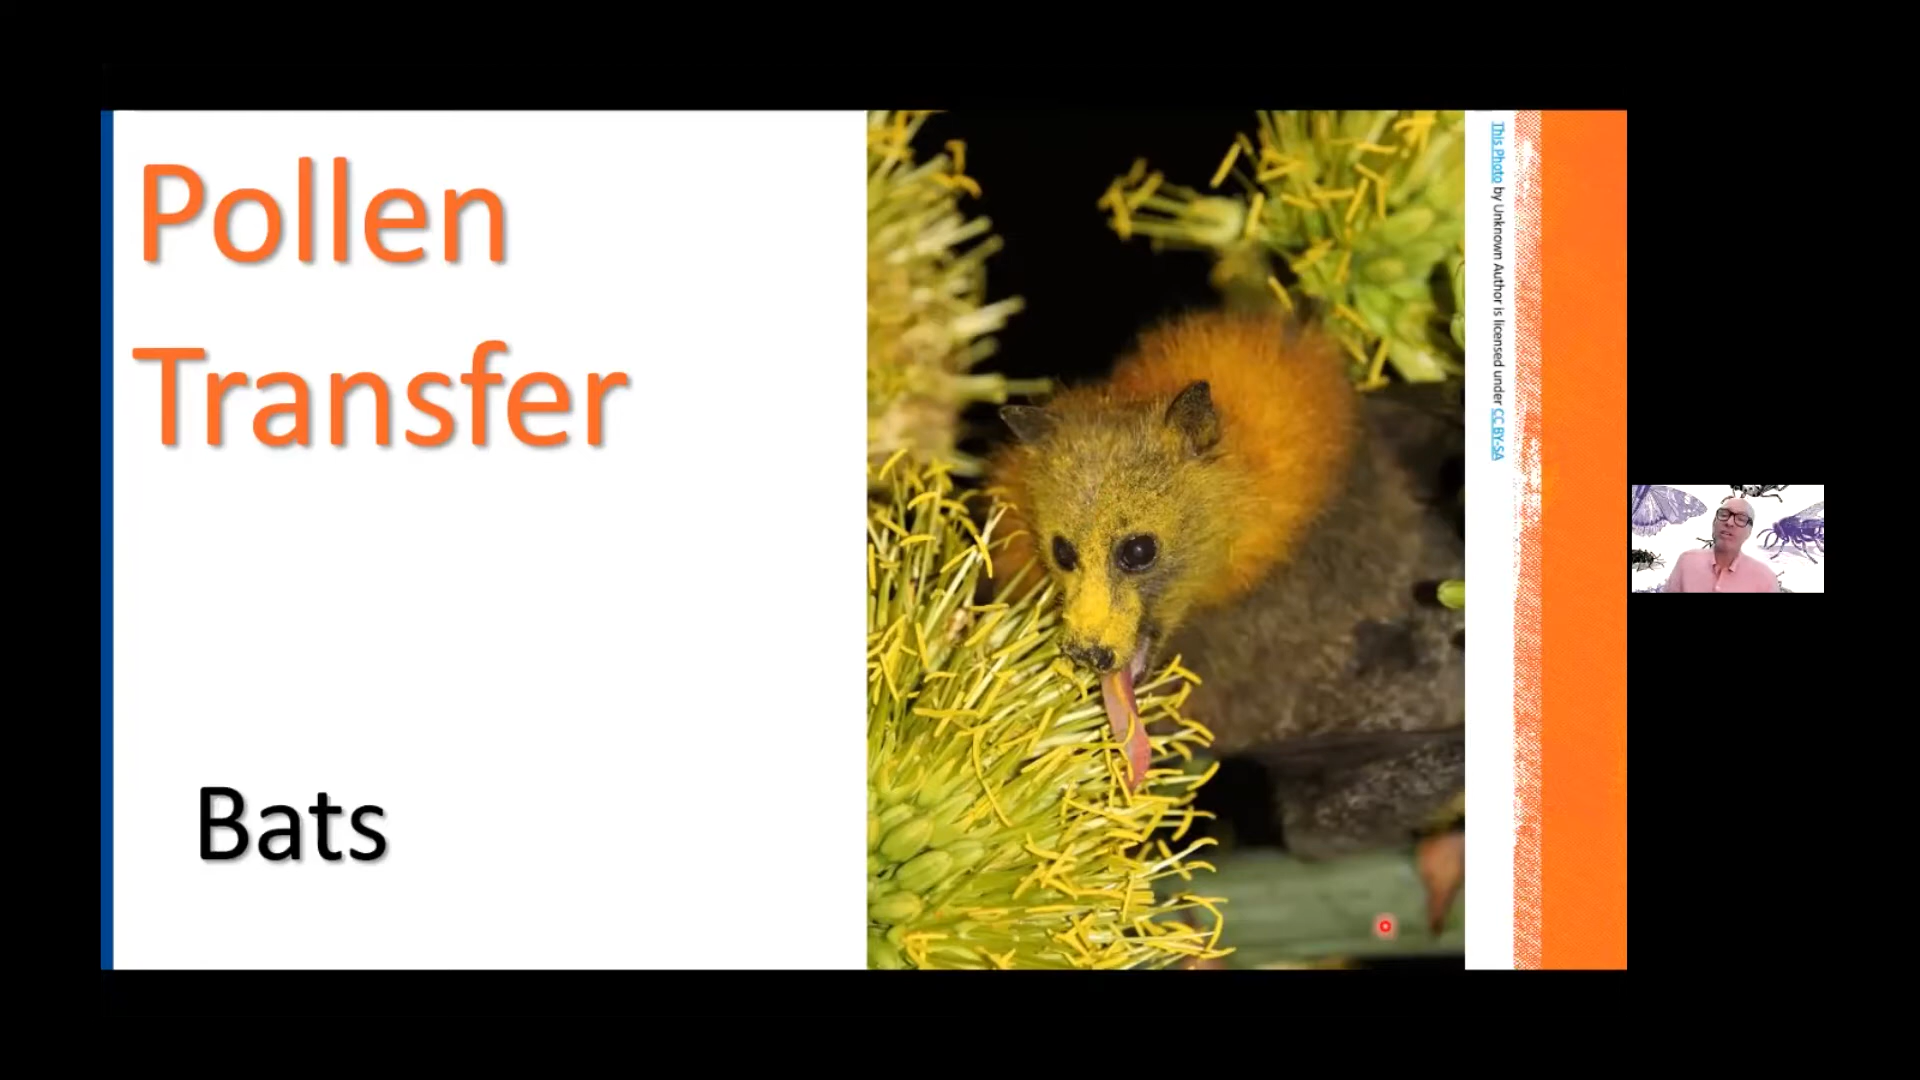 Pollen
Transfer
Bats
This Photo by Unknown Author is licensed under CC BY-SA